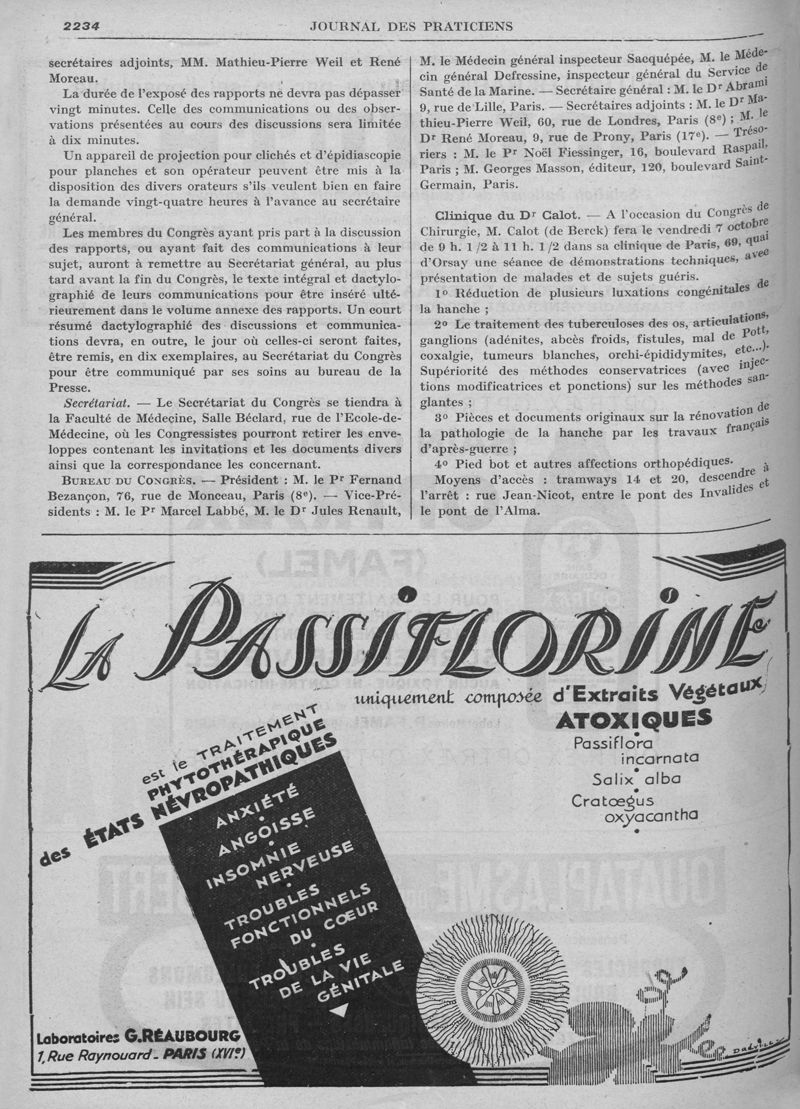 2234
JOURNAL DES PRATICIENS
secrétaires adjoints, MM. Mathieu-Pierre Weil et René
Moreau.
La durée de l'exposé des rapports ne devra pas dépasser
vingt minutes. Celle des communications ou des obser-
vations présentées au cours des discussions sera limitée
à dix minutes.
Un appareil de projection pour clichés et d'épidiascopie
pour planches et son opérateur peuvent être mis à la
disposition des divers orateurs s'ils veulent bien en faire
la demande vingt-quatre heures à l'avance au secrétaire
général.
Les membres du Congrès ayant pris part à la discussion
des rapports, ou ayant fait des communications à leur
sujet, auront à remettre au Secrétariat général, au plus
tard avant la fin du Congrès, le texte intégral et dactylo-
graphié de leurs communications pour être inséré ulté-
rieurement dans le volume annexe des rapports. Un court
résumé dactylographié des discussions et communica-
tions devra, en outre, le jour où celles-ci seront faites,
être remis, en dix exemplaires, au Secrétariat du Congrès
pour être communiqué par ses soins au bureau de la
Presse.
Secrétariat. — Le Secrétariat du Congrès se tiendra à
la Faculté de Médecine, Salle Béclard, rue de l'Ecole-de-
Médecine, où les Congressistes pourront retirer les enve-
loppes contenant les invitations et les documents divers
ainsi que la correspondance les concernant.
BUREAU DU CONGRÈS. — Président : M. le Pr Fernand
Bezançon, 76, rue de Monceau, Paris (8e). — Vice-Pré-
sidents : M. le Pr Marcel Labbé, M. le Dr Jules Renault,
M. le Médecin général inspecteur Sacquépée, M. le Méde-
cin général Defressine, inspecteur général du Service de
Santé de la Marine. — Secrétaire général : M. le Dr Abrami
9, rue de Lille, Paris. — Secrétaires adjoints : M. le Dr Ma-
thieu-Pierre Weil, 60, rue de Londres, Paris (8e) ; M. le
Dr René Moreau, 9, rue de Prony, Paris (17e). — Tréso-
riers : M. le Pr Noël Fiessinger, 16, boulevard Raspail,
Paris ; M. Georges Masson, éditeur, 120, boulevard Saint-
Germain, Paris.
Clinique du Dr Calot. — A l'occasion du Congrès de
Chirurgie, M. Calot (de Berck) fera le vendredi 7 octobre
de 9 h. 1/2 à 11 h. 1/2 dans sa clinique de Paris, 69, quai
d'Orsay une séance de démonstrations techniques, avec
présentation de malades et de sujets guéris.
1o Réduction de plusieurs luxations congénitales de
la hanche ;
2o Le traitement des tuberculoses des os, articulations,
ganglions (adénites, abcès froids, fistules, mal de Pott,
coxalgie, tumeurs blanches, orchi-épididymites, etc...).
Supériorité des méthodes conservatrices (avec injec-
tions modificatrices et ponctions) sur les méthodes san-
glantes ;
3o Pièces et documents originaux sur la rénovation de
la pathologie de la hanche par les travaux français
d'après-guerre ;
4o Pied bot et autres affections orthopédiques.
Moyens d'accès : tramways 14 et 20, descendre à
l'arrêt : rue Jean-Nicot, entre le pont des Invalides et
le pont de l'Alma.
LA PASSIFLORINE
uniquement composée d'Extraits Végétaux
ATOXIQUES
Passiflora
incarnata
Salix alba
Cratœgus
oxyacantha
est le TRAITEMENT
PHYTOTHÉRAPIQUE
des ÉTATS NÉVROPATHIQUES
ANXIÉTÉ
ANGOISSE
INSOMNIE
NERVEUSE
TROUBLES
FONCTIONNELS
DU CŒUR
TROUBLES
DE LA VIE
GÉNITALE
Laboratoires G.RÉAUBOURG
1, Rue Raynouard - PARIS (XVIe)